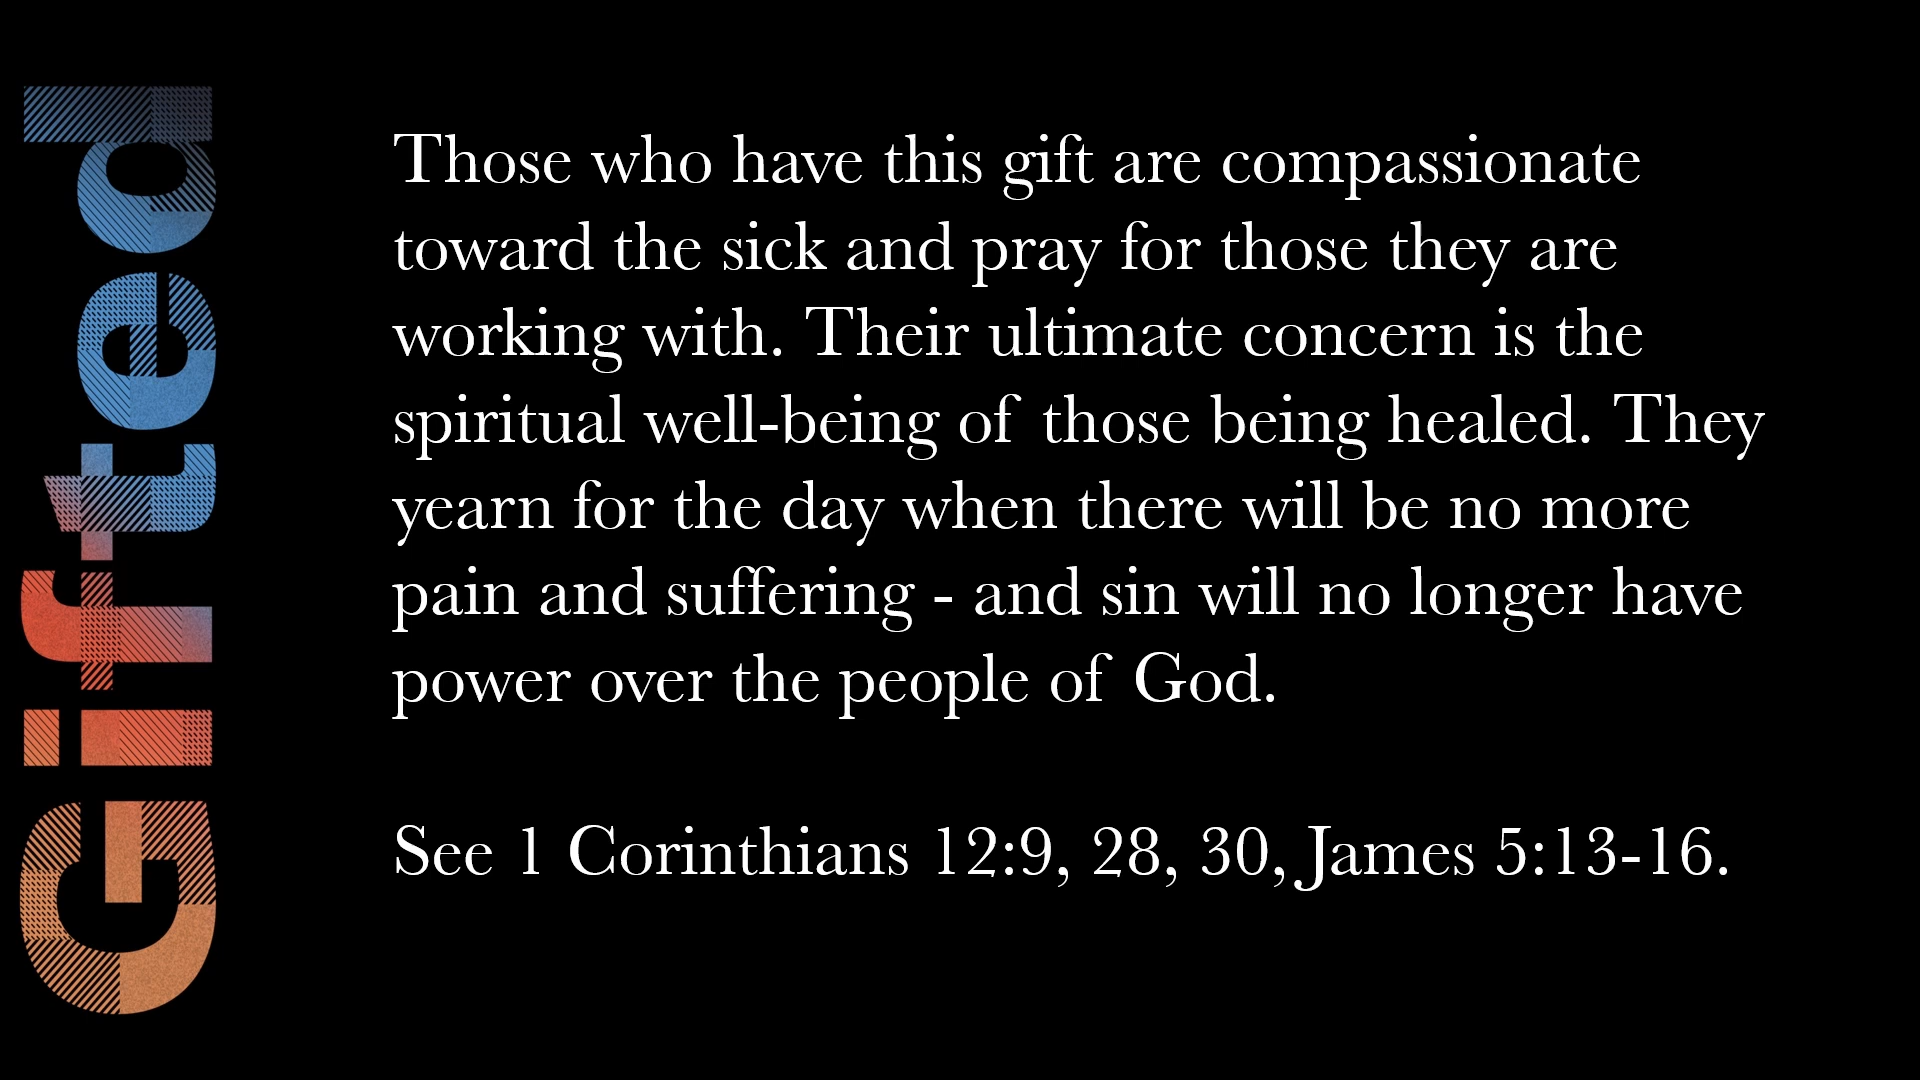 Gifted
Those who have this gift are compassionate
toward the sick and pray for those they are
working with. Their ultimate concern is the
spiritual well-being of those being healed. They
yearn for the day when there will be no more
pain and suffering - and sin will no longer have
power over the people of God.
See 1 Corinthians 12:9, 28, 30, James 5:13-16.